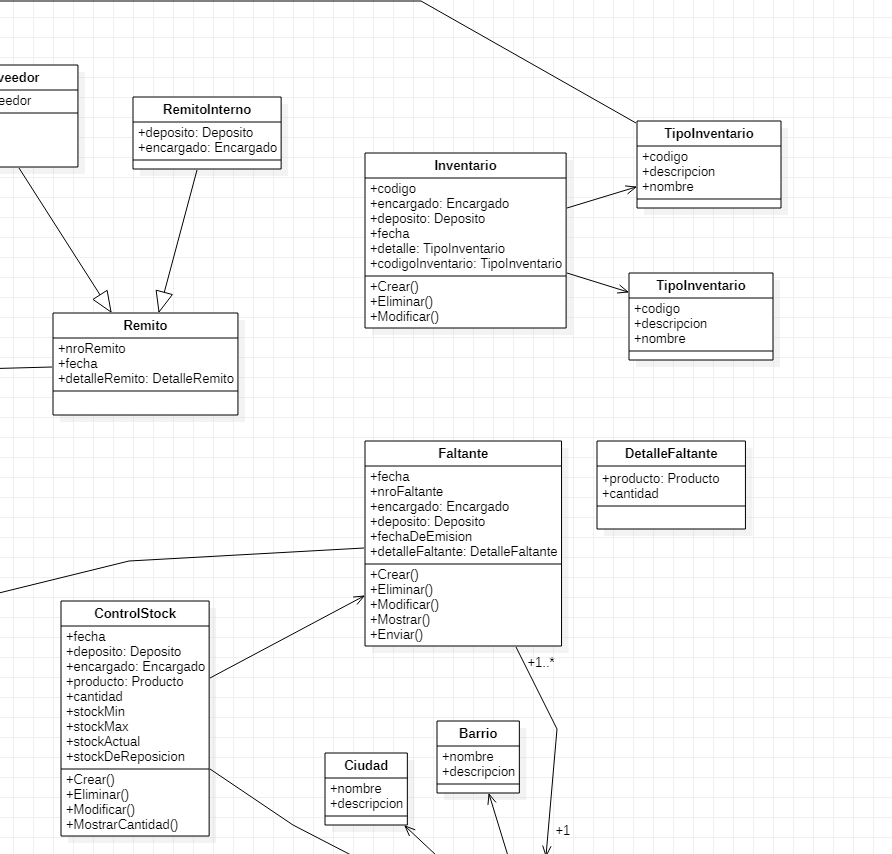 veedor
eedor
RemitoInterno
+deposito: Deposito
+encargado: Encargado
TipoInventario
+codigo
+descripcion
+nombre
Inventario
+codigo
+encargado: Encargado
+deposito: Deposito
+fecha
+detalle: TipoInventario
+codigoInventario: TipoInventario
+Crear()
+Eliminar()
+Modificar()
TipoInventario
+codigo
+descripcion
+nombre
Remito
+nroRemito
+fecha
+detalleRemito: DetalleRemito
Faltante
+fecha
+nroFaltante
+encargado: Encargado
+deposito: Deposito
+fechaDeEmision
+detalleFaltante: DetalleFaltante
+Crear()
+Eliminar()
+Modificar()
+Mostrar()
+Enviar()
DetalleFaltante
+producto: Producto
+cantidad
ControlStock
+fecha
+deposito: Deposito
+encargado: Encargado
+producto: Producto
+cantidad
+stockMin
+stockMax
+stockActual
+stockDeReposicion
+Crear()
+Eliminar()
+Modificar()
+MostrarCantidad()
+1..*
Barrio
+nombre
+descripcion
Ciudad
+nombre
+descripcion
+1